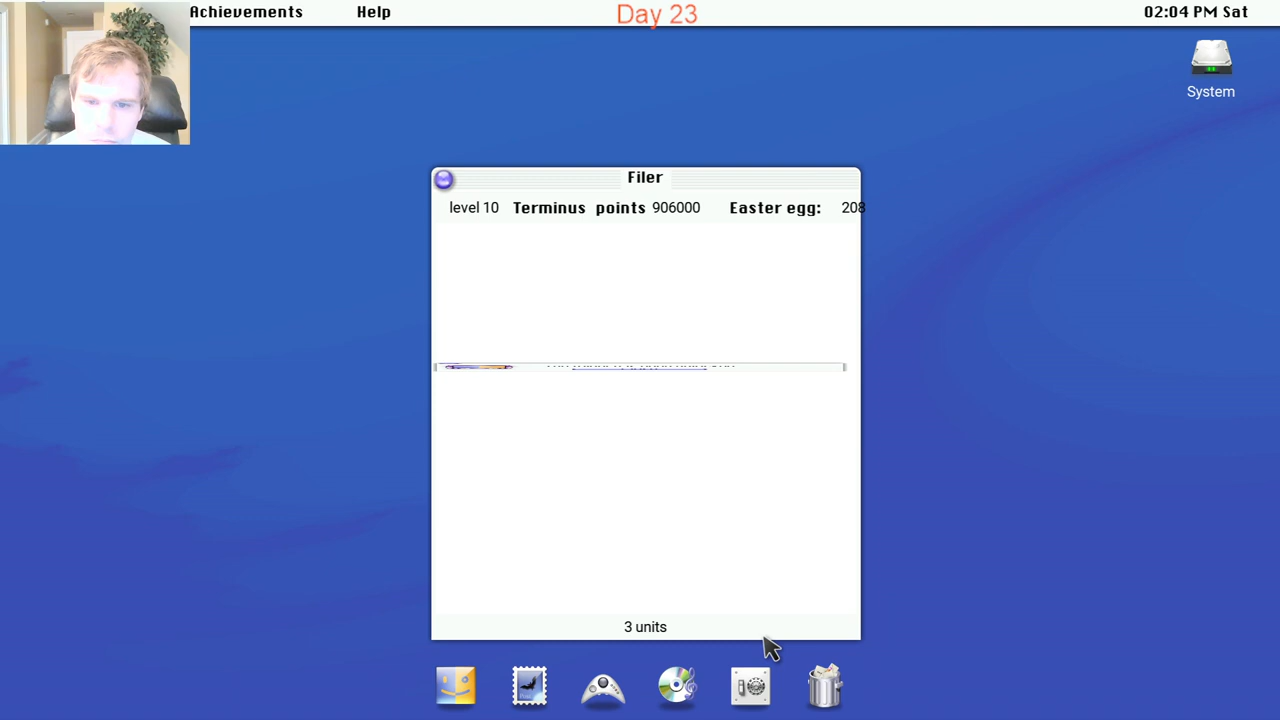 Achievements Help Day 23 02:04 PM Sat
System
Filer
level 10 Terminus points 906000 Easter egg: 208
3 units